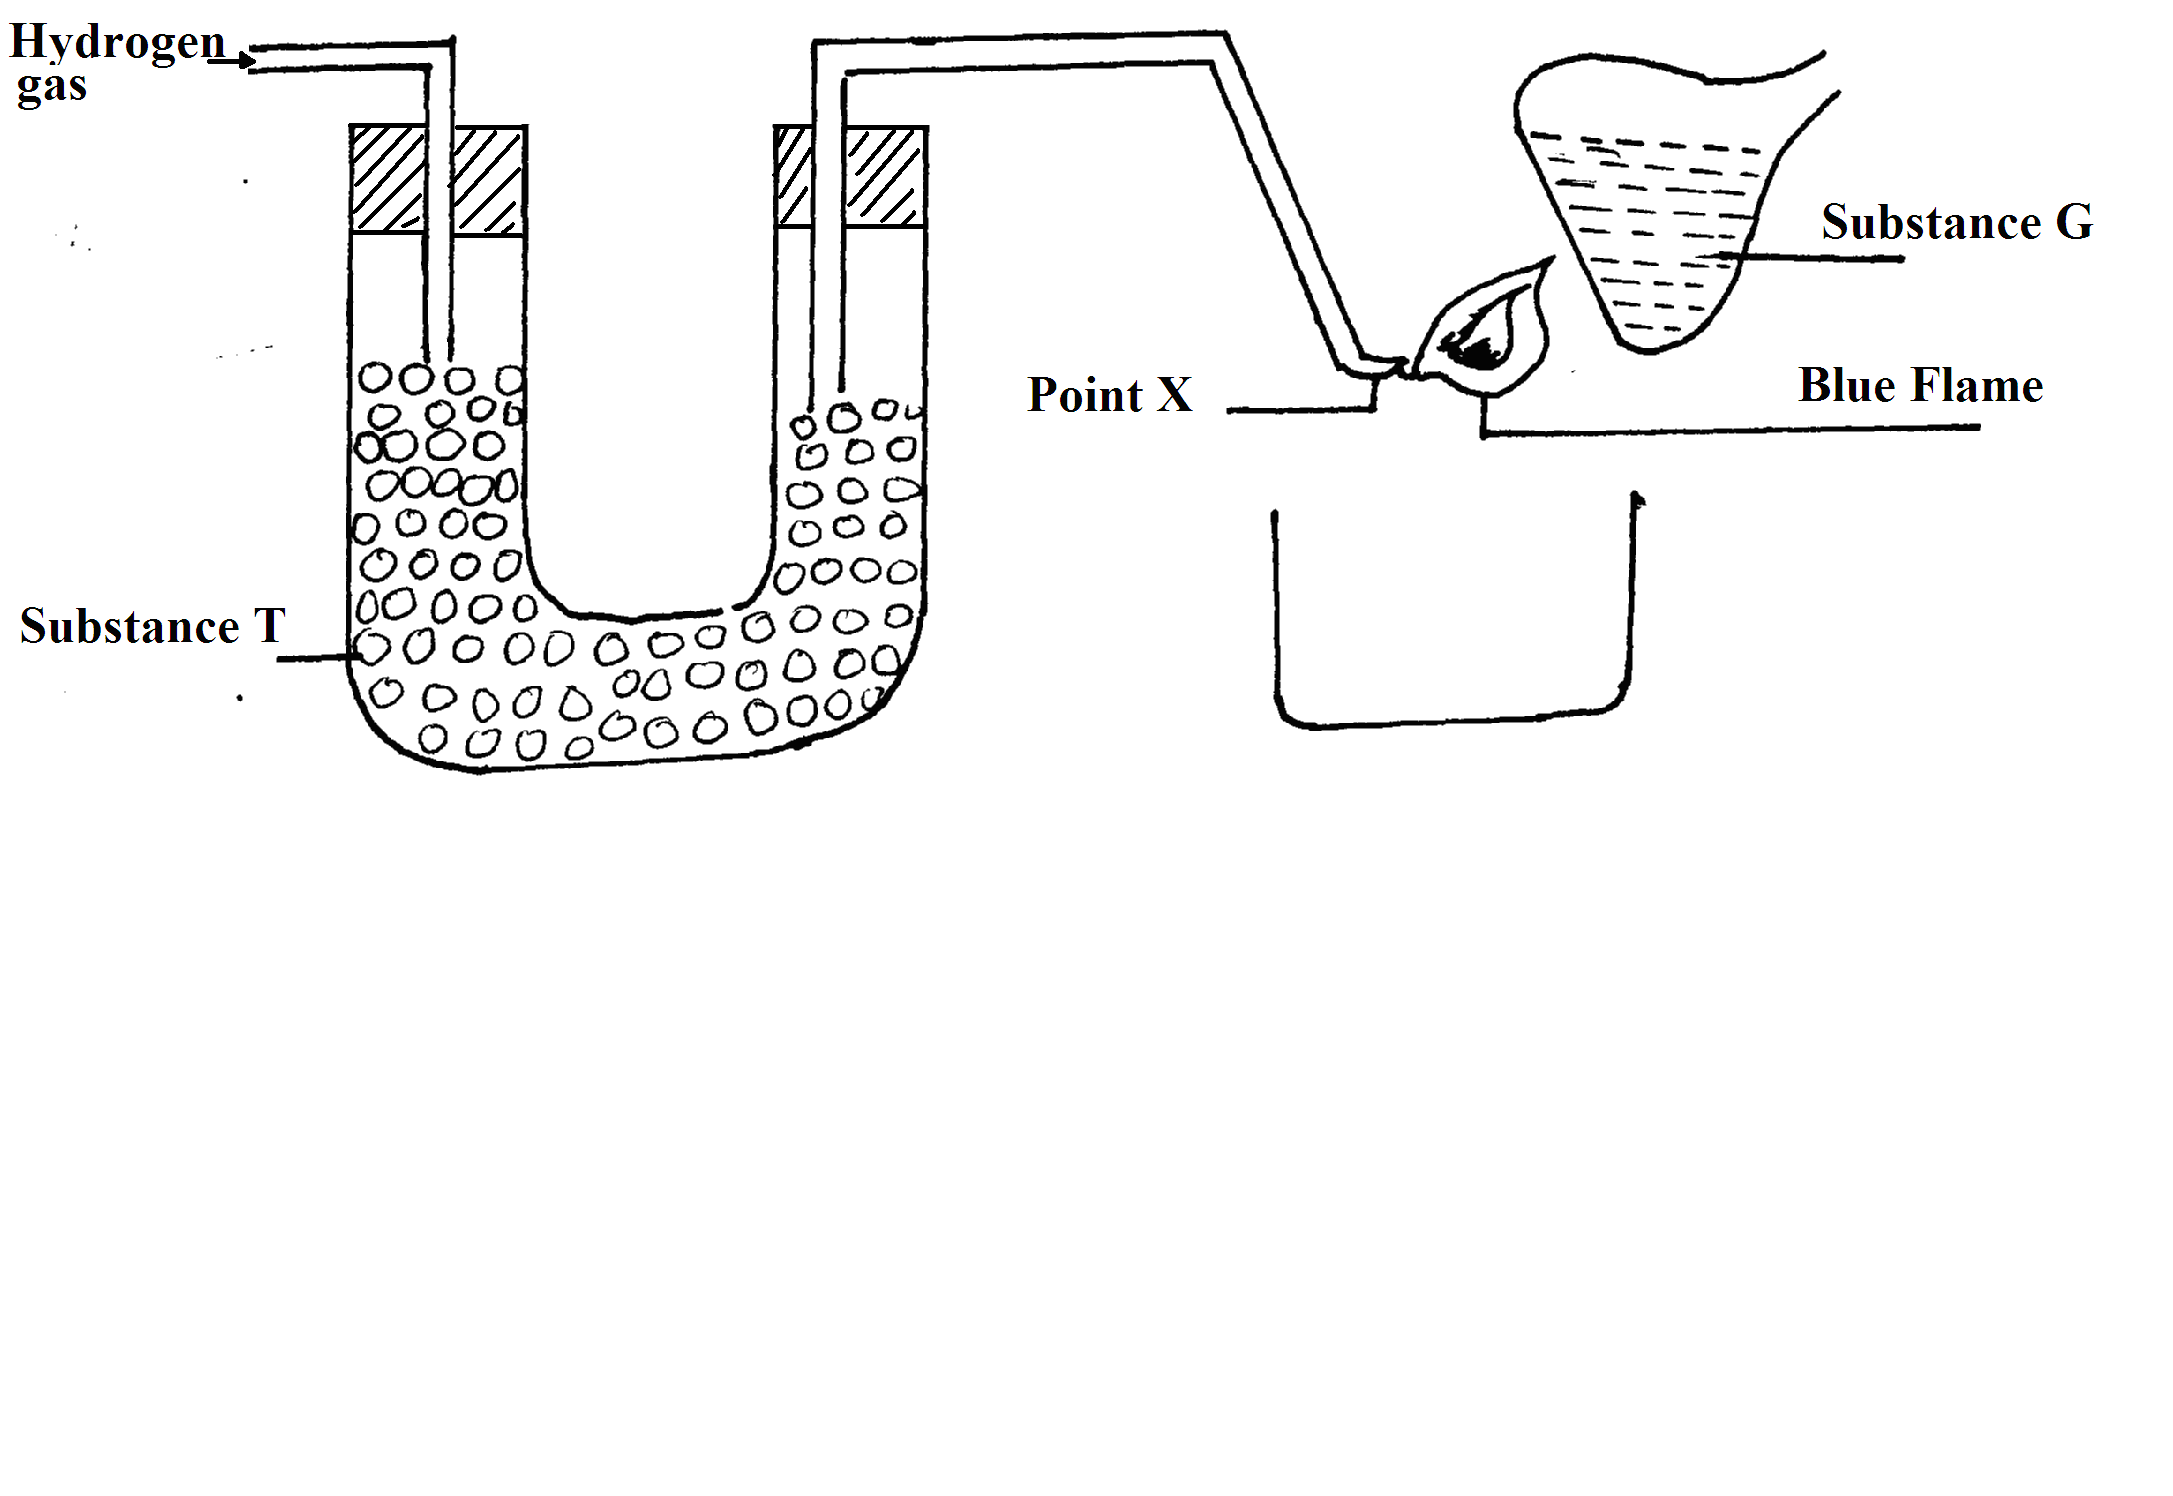 Hydrogen
gas
Substance G
Point X
Blue Flame
Substance T